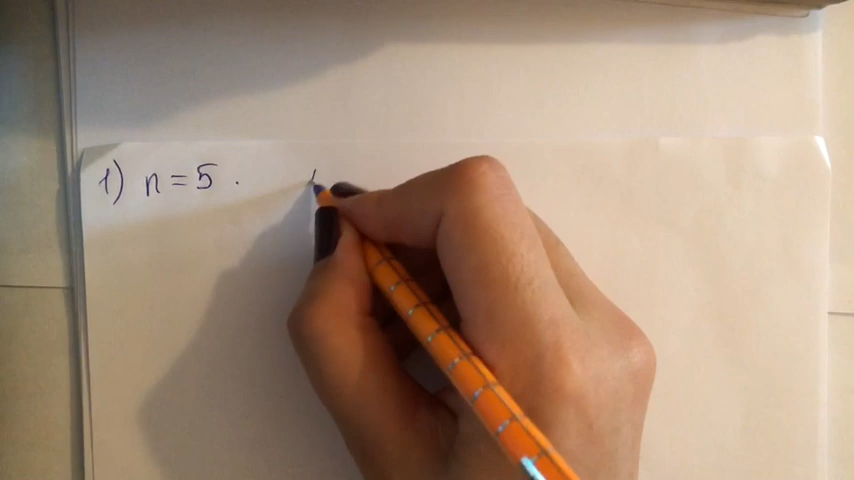 1) n = 5 .